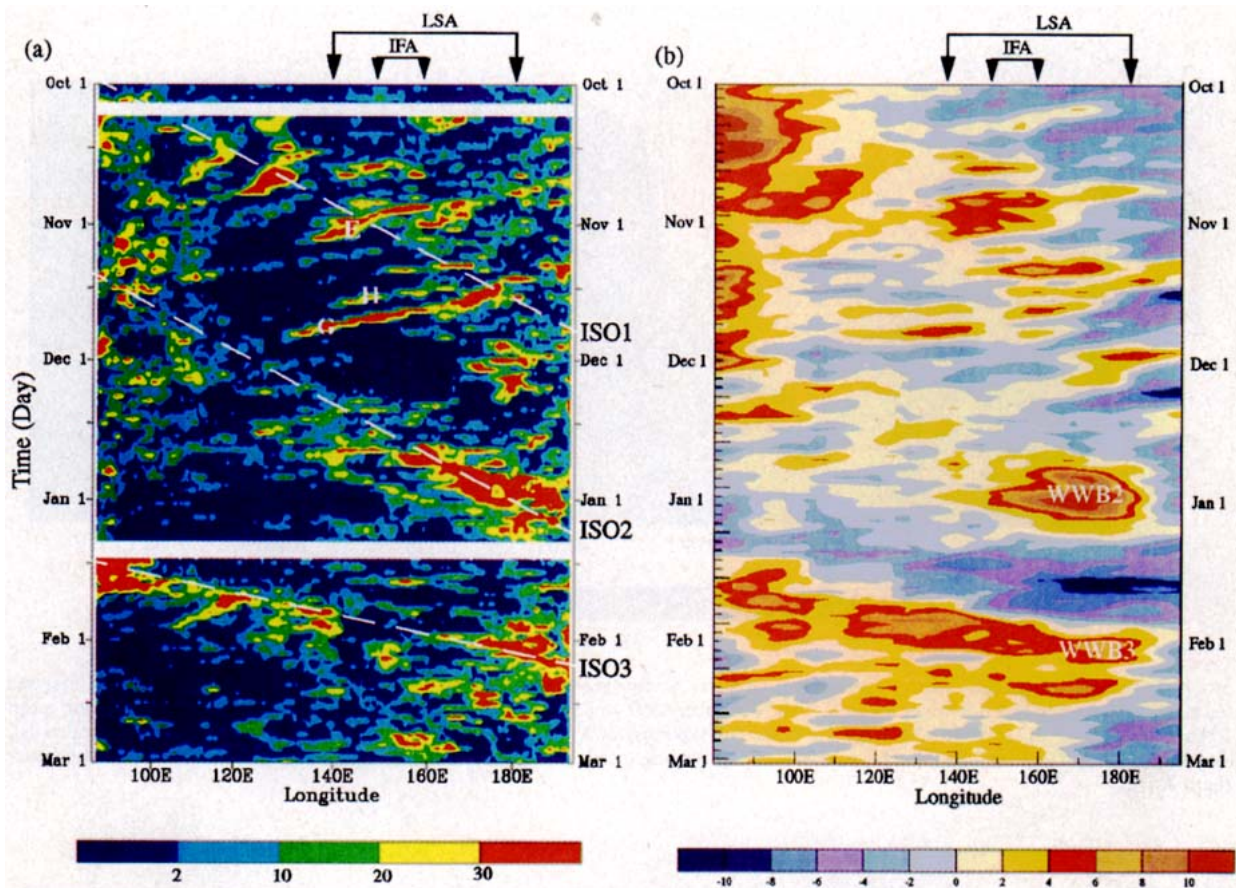 LSA
IFA
(a)
Oct 1
Oct 1
Nov 1
Nov 1
Dec 1
Dec 1
Jan 1
Jan 1
Feb 1
Feb 1
Mar 1
Mar 1
Time (Day)
H
G
ISO1
ISO2
ISO3
100E
120E
140E
160E
180E
Longitude
2
10
20
30
LSA
IFA
(b)
Oct 1
Oct 1
Nov 1
Nov 1
Dec 1
Dec 1
Jan 1
Jan 1
Feb 1
Feb 1
Mar 1
Mar 1
WWB2
WWB3
100E
120E
140E
160E
180E
Longitude
-10
-8
-6
-4
-2
0
2
4
6
8
10